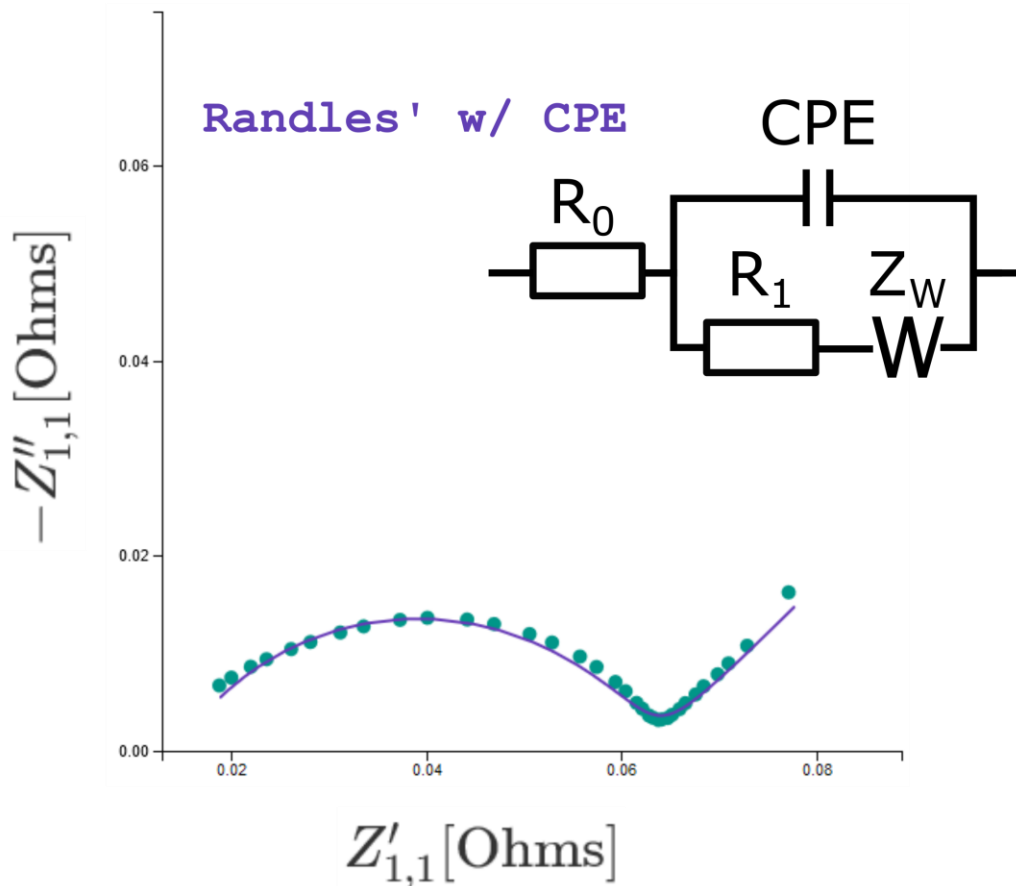 Randles' w/ CPE
CPE
R₀
R₁ Z_W
W
−Z''₁,₁[Ohms]
0.06
0.04
0.02
0.00
0.02 0.04 0.06 0.08
Z'₁,₁[Ohms]